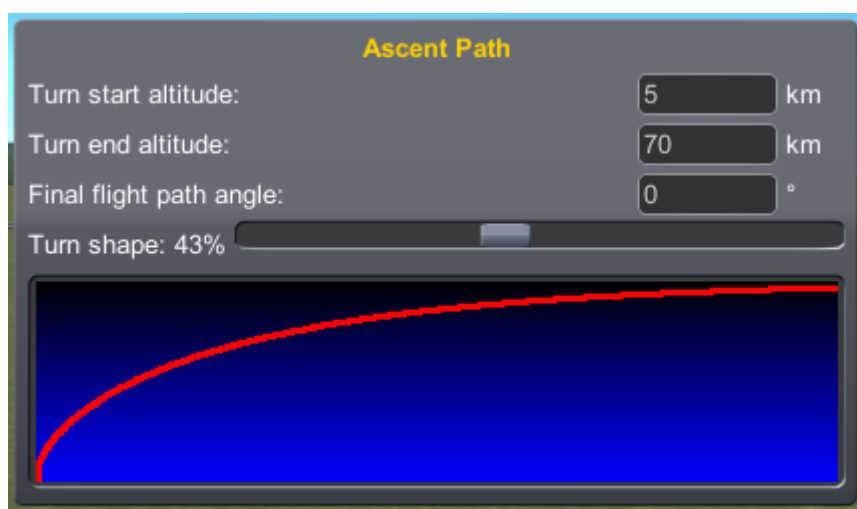 Ascent Path
Turn start altitude: 5 km
Turn end altitude: 70 km
Final flight path angle: 0 °
Turn shape: 43%